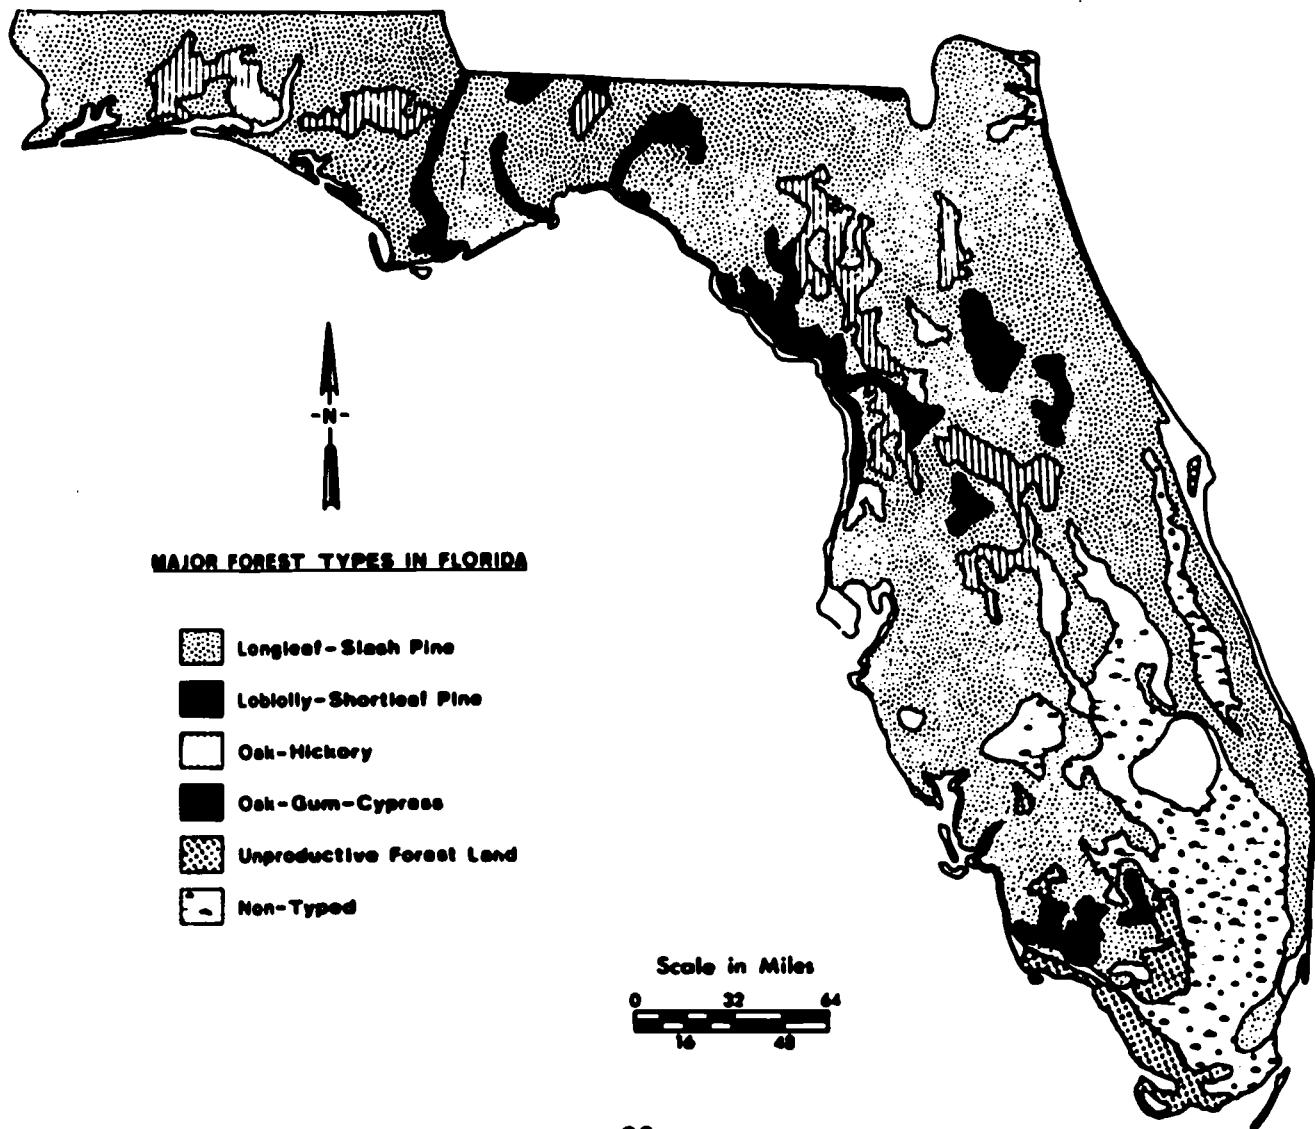 -N-
MAJOR FOREST TYPES IN FLORIDA
Longleaf-Slash Pine
Loblolly-Shortleaf Pine
Oak-Hickory
Oak-Gum-Cypress
Unproductive Forest Land
Non-Typed
Scale in Miles
0 32 64
16 48